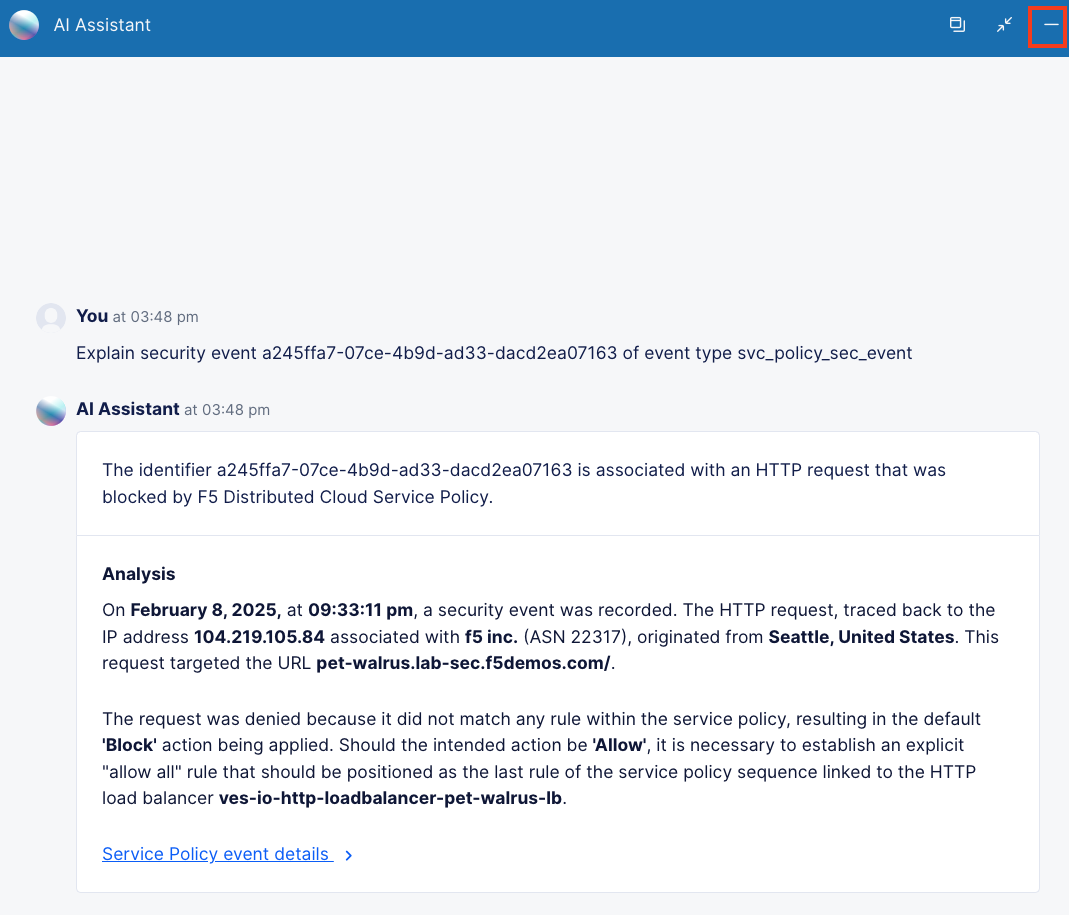 AI Assistant
You at 03:48 pm
Explain security event a245ffa7-07ce-4b9d-ad33-dacd2ea07163 of event type svc_policy_sec_event
AI Assistant at 03:48 pm
The identifier a245ffa7-07ce-4b9d-ad33-dacd2ea07163 is associated with an HTTP request that was
blocked by F5 Distributed Cloud Service Policy.
Analysis
On February 8, 2025, at 09:33:11 pm, a security event was recorded. The HTTP request, traced back to the
IP address 104.219.105.84 associated with f5 inc. (ASN 22317), originated from Seattle, United States. This
request targeted the URL pet-walrus.lab-sec.f5demos.com/.
The request was denied because it did not match any rule within the service policy, resulting in the default
'Block' action being applied. Should the intended action be 'Allow', it is necessary to establish an explicit
"allow all" rule that should be positioned as the last rule of the service policy sequence linked to the HTTP
load balancer ves-io-http-loadbalancer-pet-walrus-lb.
Service Policy event details